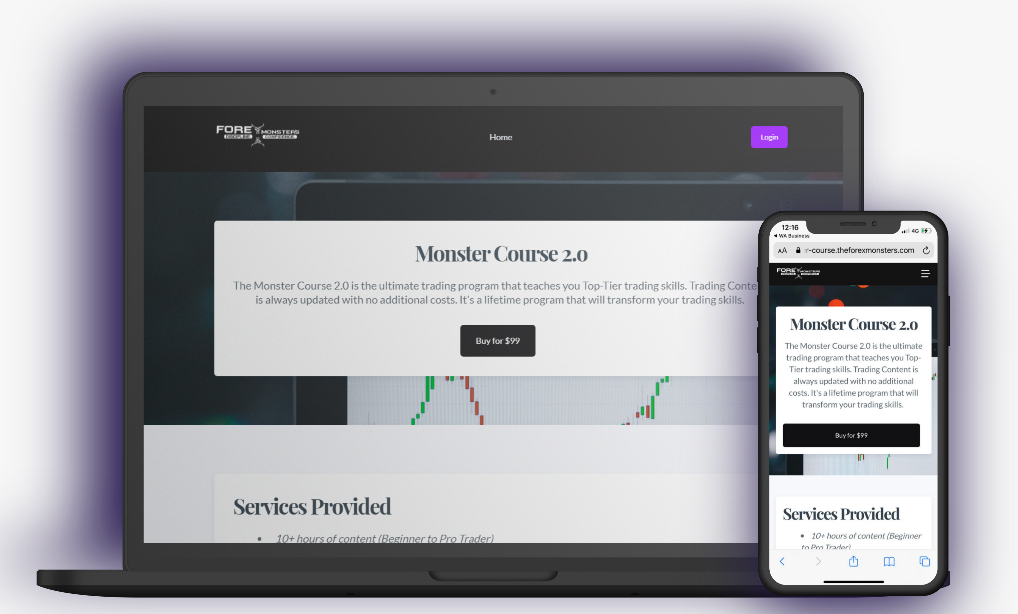 FOREX MONSTERS
DISCIPLINE CONFIDENCE
Home
Login
Monster Course 2.0
The Monster Course 2.0 is the ultimate trading program that teaches you Top-Tier trading skills. Trading Conte
is always updated with no additional costs. It's a lifetime program that will transform your trading skills.
Buy for $99
Services Provided
• 10+ hours of content (Beginner to Pro Trader)
12:16
4G
◀ WA Business
AA
r-course.theforexmonsters.com
FOREX MONSTERS
Monster Course 2.0
The Monster Course 2.0 is the ultimate
trading program that teaches you Top-
Tier trading skills. Trading Content is
always updated with no additional
costs. It's a lifetime program that will
transform your trading skills.
Buy for $99
Services Provided
• 10+ hours of content (Beginner
to Pro Trader)